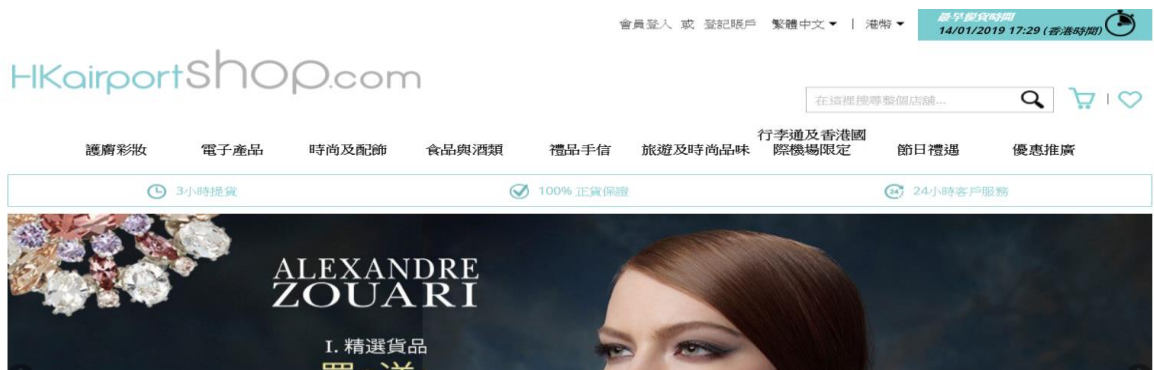 會員登入 或 登記賬戶 繁體中文 | 港幣
最早提貨時間
14/01/2019 17:29 (香港時間)
HKairportshop.com
在這裡搜尋整個店舖...
護膚彩妝 電子產品 時尚及配飾 食品與酒類 禮品手信 旅遊及時尚品味 行李通及香港國 節日禮遇 優惠推廣
際機場限定
3小時提貨 100% 正貨保證 24小時客戶服務
ALEXANDRE
ZOUARI
I. 精選貨品